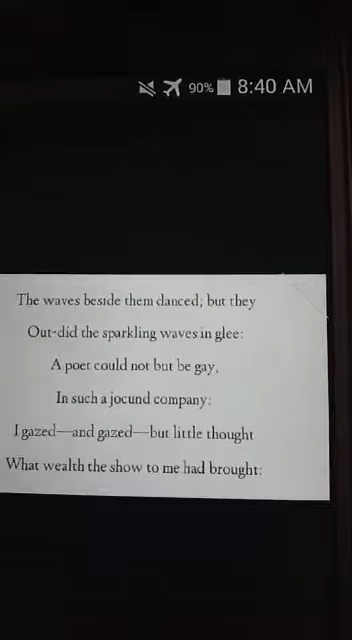 90% 8:40 AM
The waves beside them danced; but they
Out-did the sparkling waves in glee:
A poet could not but be gay,
In such a jocund company:
I gazed—and gazed—but little thought
What wealth the show to me had brought: